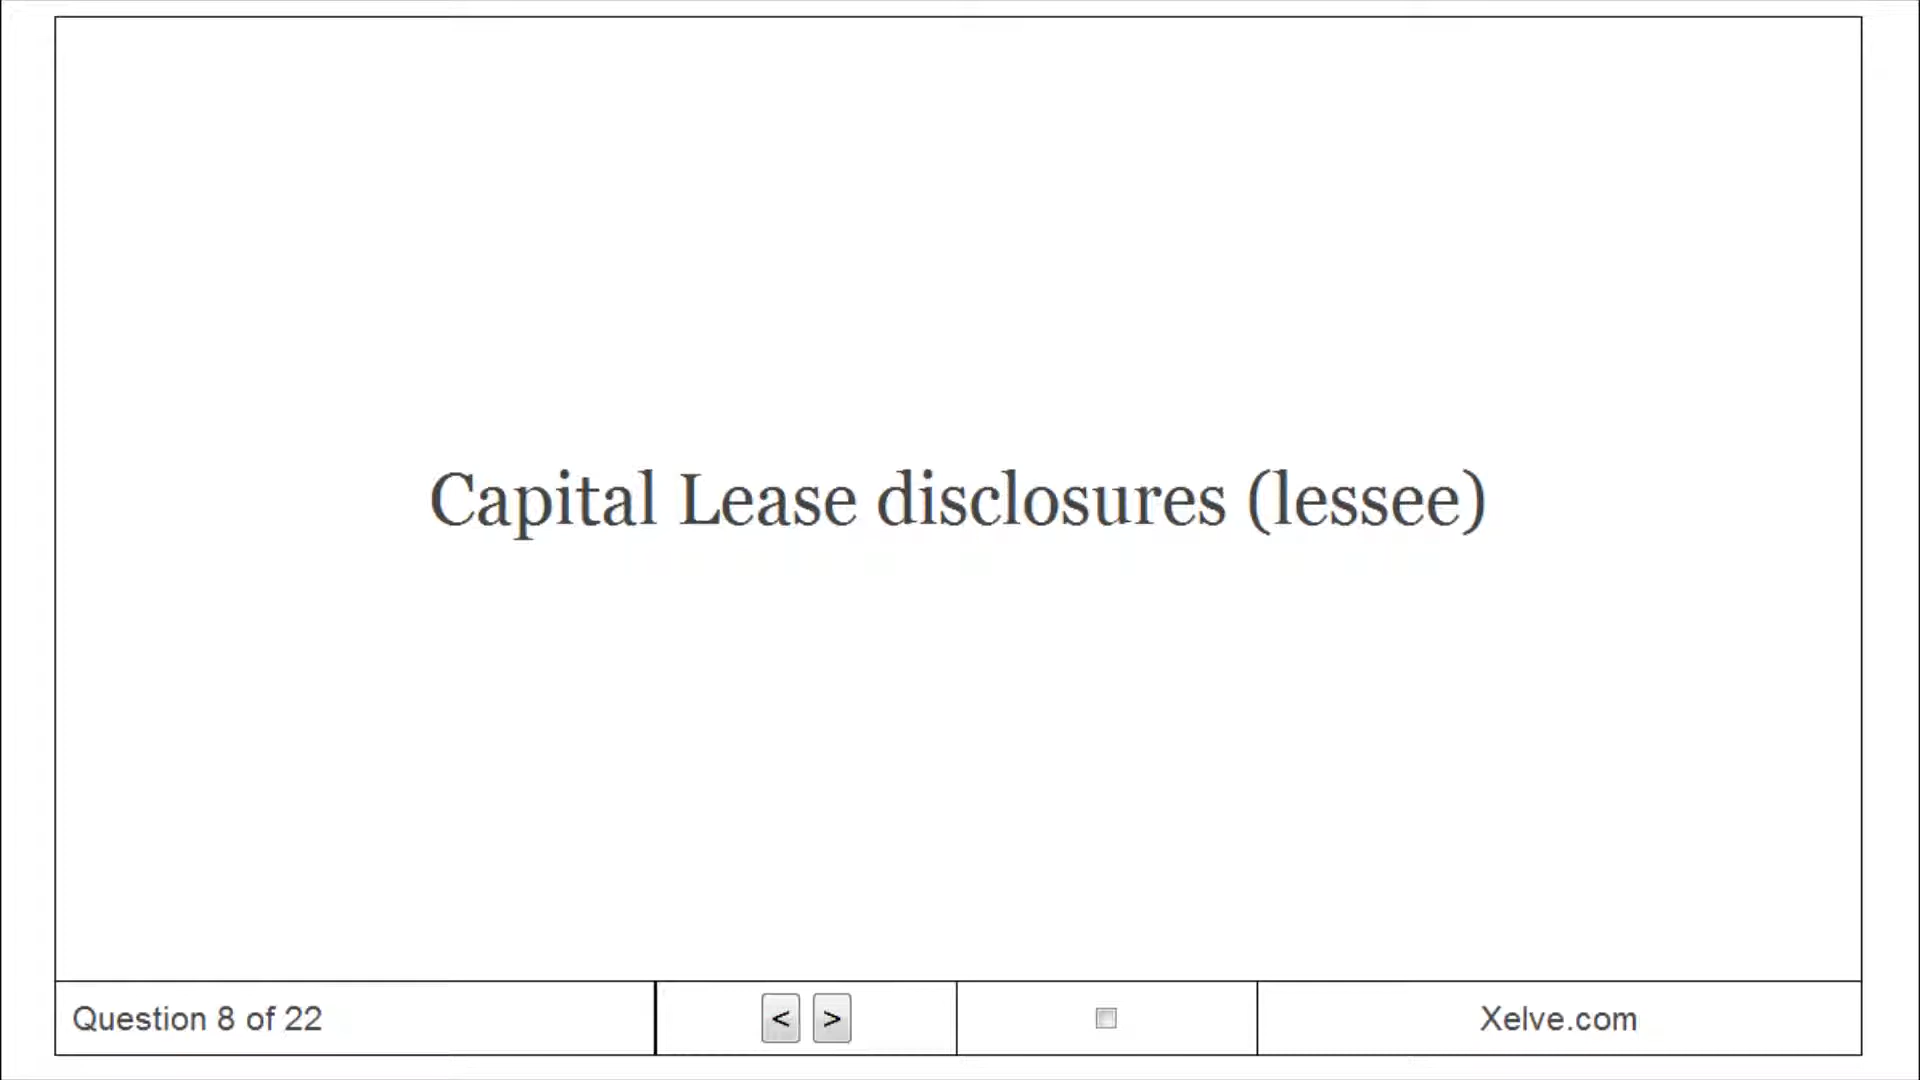 Capital Lease disclosures (lessee)
Question 8 of 22
< >
Xelve.com